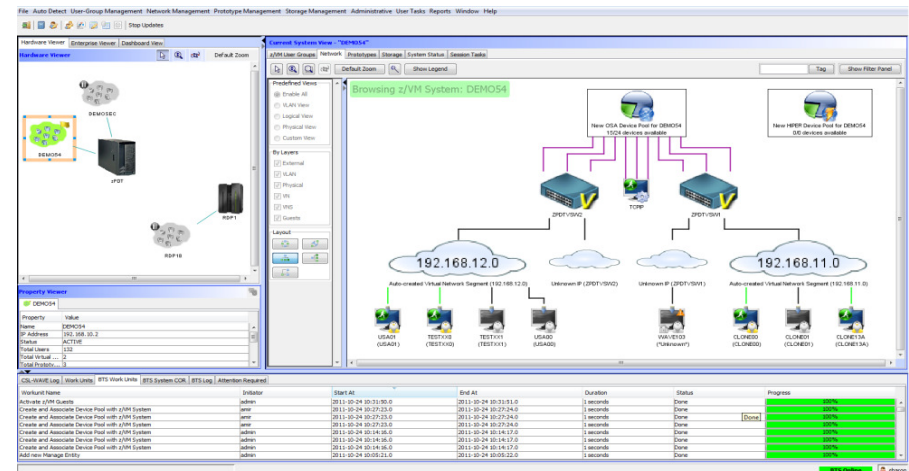 File Auto Detect User-Group Management Network Management Prototype Management Storage Management Administrative User Tasks Reports Window Help
Stop Updates
Hardware Viewer Enterprise Viewer Dashboard View
Hardware Viewer
Default Zoom
DEMOSEC
DEMO54
zPDT
RDP1
RDP10
Property Viewer
DEMO54
Property Value
Name DEMO54
IP Address 192.168.10.2
Status ACTIVE
Total Users 132
Total Virtual ... 2
Total Prototy... 1
Current System View - "DEMO54"
z/VM User Groups Network Prototypes Storage System Status Session Tasks
Default Zoom Show Legend Tag Show Filter Panel
Predefined Views
Enable All
VLAN View
Logical View
Physical View
Custom View
By Layers
External
VLAN
Physical
VN
VNS
Guests
Layout
Browsing z/VM System: DEMO54
New OSA Device Pool for DEMO54
15/24 devices available
New HIPER Device Pool for DEMO54
0/0 devices available
ZPDTVSW2
TCPIP
ZPDTVSW1
192.168.12.0
192.168.11.0
Auto-created Virtual Network Segment (192.168.12.0)
Unknown IP (ZPDTVSW2)
Unknown IP (ZPDTVSW1)
Auto-created Virtual Network Segment (192.168.11.0)
USA01
(USA01)
TESTXX0
(TESTXX0)
TESTXX1
(TESTXX1)
USA00
(USA00)
WAVE103
(*Unknown*)
CLONE00
(CLONE00)
CLONE01
(CLONE01)
CLONE13A
(CLONE13A)
CSL-WAVE Log Work Units BTS Work Units BTS System COR BTS Log Attention Required
Workunit Name Initiator Start At End At Duration Status Progress
Activate z/VM Guests admin 2011-10-24 10:31:50.0 2011-10-24 10:31:51.0 1 seconds Done 100%
Create and Associate Device Pool with z/VM System amir 2011-10-24 10:27:23.0 2011-10-24 10:27:24.0 1 seconds Done 100%
Create and Associate Device Pool with z/VM System amir 2011-10-24 10:27:23.0 2011-10-24 10:27:24.0 1 seconds Done 100%
Create and Associate Device Pool with z/VM System amir 2011-10-24 10:27:23.0 2011-10-24 10:27:24.0 1 seconds Done Done 100%
Create and Associate Device Pool with z/VM System admin 2011-10-24 10:14:16.0 2011-10-24 10:14:17.0 1 seconds Done 100%
Create and Associate Device Pool with z/VM System admin 2011-10-24 10:14:16.0 2011-10-24 10:14:17.0 1 seconds Done 100%
Create and Associate Device Pool with z/VM System admin 2011-10-24 10:14:16.0 2011-10-24 10:14:17.0 1 seconds Done 100%
Add new Manage Entity admin 2011-10-24 10:05:21.0 2011-10-24 10:05:22.0 1 seconds Done 100%
BTS Online sharon